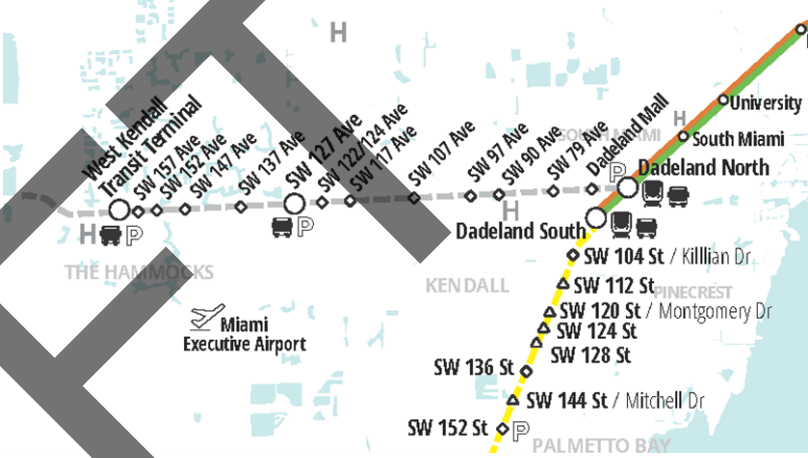 H
West Kendall
Transit Terminal
SW 157 Ave
SW 152 Ave
SW 147 Ave
SW 137 Ave
SW 127 Ave
SW 122/124 Ave
SW 117 Ave
SW 107 Ave
SW 97 Ave
SW 90 Ave
SW 79 Ave
Dadeland Mall
SOUTH MIAMI
P
H
University
South Miami
Dadeland North
H
P
P
H
Dadeland South
THE HAMMOCKS
KENDALL
PINECREST
SW 104 St / Killlian Dr
SW 112 St
SW 120 St / Montgomery Dr
SW 124 St
SW 128 St
Miami
Executive Airport
SW 136 St
SW 144 St / Mitchell Dr
SW 152 St
P
PALMETTO BAY